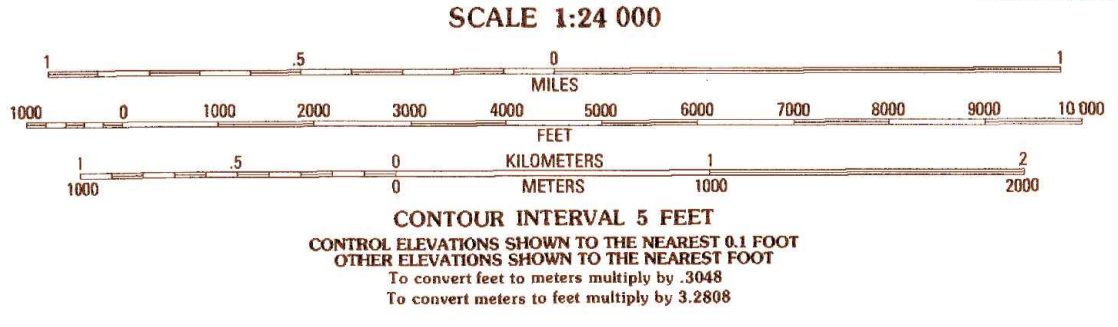 SCALE 1:24 000
1 .5 0 1
MILES
1000 0 1000 2000 3000 4000 5000 6000 7000 8000 9000 10 000
FEET
1 .5 0 KILOMETERS 1 2
1000 0 METERS 1000 2000
CONTOUR INTERVAL 5 FEET
CONTROL ELEVATIONS SHOWN TO THE NEAREST 0.1 FOOT
OTHER ELEVATIONS SHOWN TO THE NEAREST FOOT
To convert feet to meters multiply by .3048
To convert meters to feet multiply by 3.2808